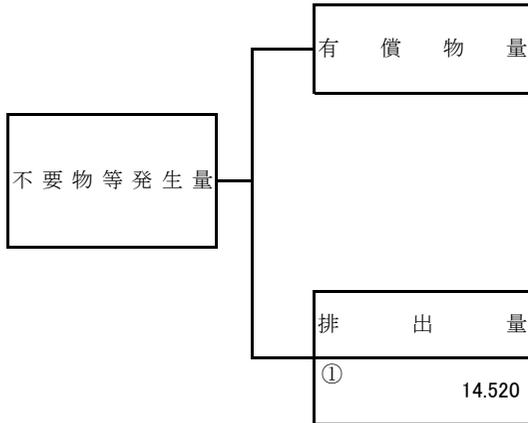 有償物量
不要物等発生量
排出量
①
14.520